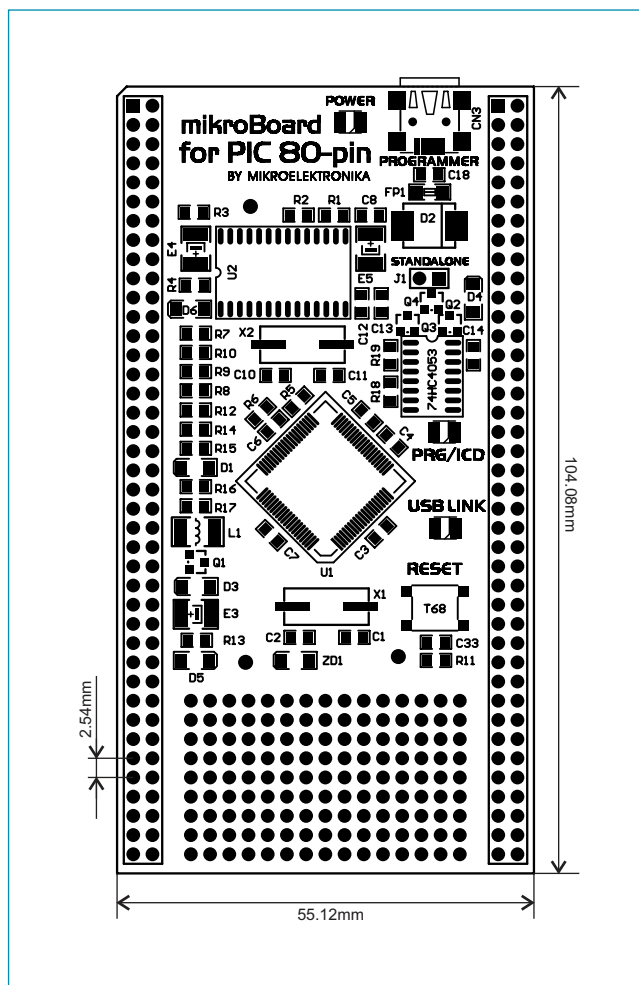 POWER
mikroBoard
for PIC 80-pin
BY MIKROELEKTRONIKA
CN3
PROGRAMMER
C18
FP1
R3
R2
R1
C8
D2
E4
U2
E5
STANDALONE
J1
R4
D6
D4
Q4
Q2
Q3
C12
C13
C14
R7
X2
R10
R19
R9
C10
C11
74HC4053
R8
R18
R12
R6
R5
C5
R14
C6
C4
R15
PRG/ICD
D1
R16
R17
USB LINK
L1
C7
C3
Q1
U1
RESET
D3
X1
E3
T68
R13
C2
C1
C33
D5
ZD1
R11
104.08mm
2.54mm
55.12mm